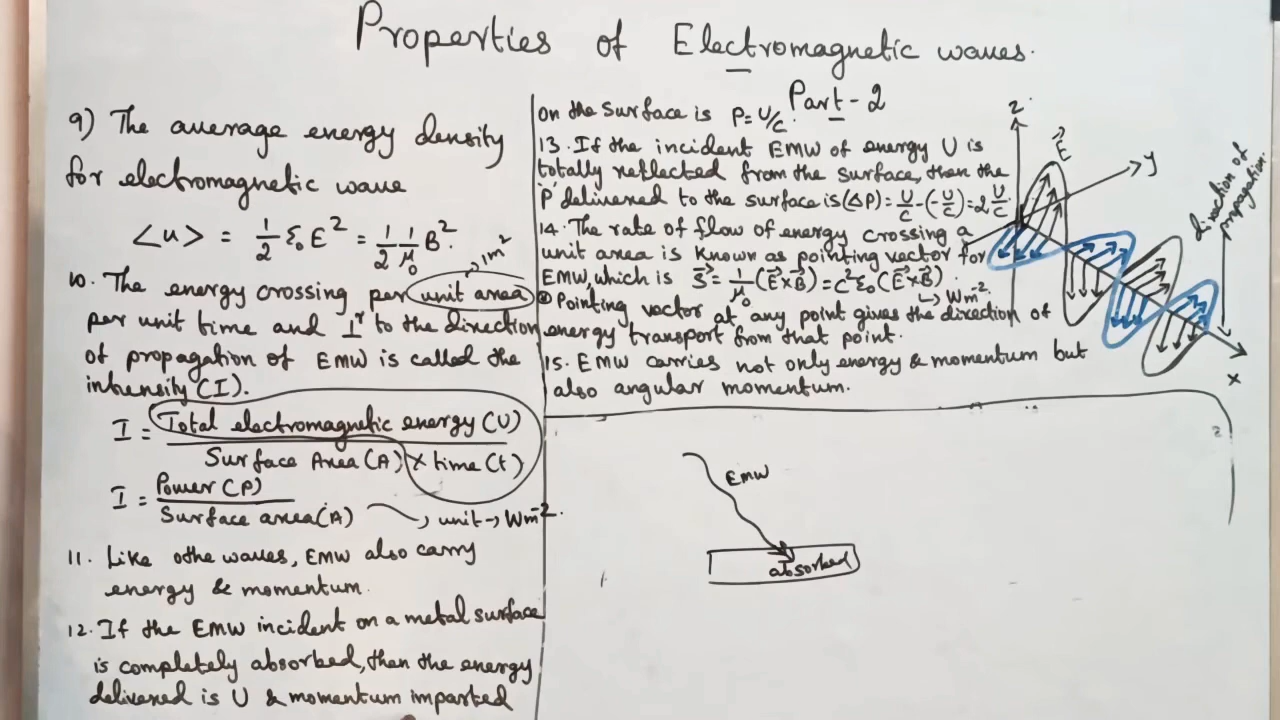 Properties of Electromagnetic waves.
Part-2
9) The average energy density
for electromagnetic wave
<u> = 1/2 ε₀E² = 1/2 1/μ₀ B².
1m²
10. The energy crossing per unit area
per unit time and ⊥r to the direction
of propagation of EMW is called the
intensity (I).
I = Total electromagnetic energy (U) / Surface Area (A) × time (t)
I = Power (P) / Surface area (A) → unit → Wm⁻².
11. Like othe waves, EMW also carry
energy & momentum.
12. If the EMW incident on a metal surface
is completely absorbed, then the energy
delivered is U & momentum imparted
on the surface is P = U/c.
13. If the incident EMW of energy U is
totally reflected from the surface, then the
'P' delivered to the surface is (ΔP) = U/c - (-U/c) = 2 U/c.
14. The rate of flow of energy crossing a
unit area is known as pointing vector for
EMW, which is S⃗ = 1/μ₀ (E⃗×B⃗) = c²ε₀ (E⃗×B⃗)
↳ Wm⁻².
Pointing vector at any point gives the direction of
energy transport from that point.
15. EMW carries not only energy & momentum but
also angular momentum.
z
E⃗
y
direction of
propagation.
x
EMW
absorbed